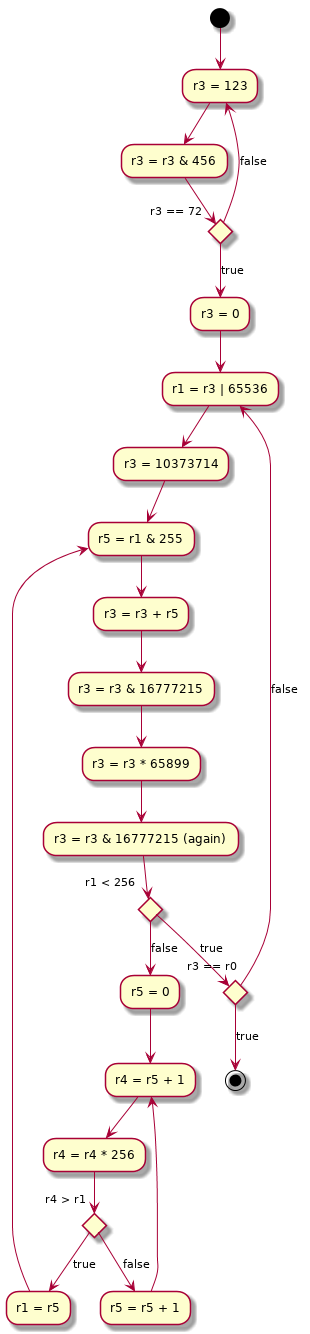 r3 = 123
r3 = r3 & 456
false
r3 == 72
true
r3 = 0
r1 = r3 | 65536
r3 = 10373714
r5 = r1 & 255
r3 = r3 + r5
r3 = r3 & 16777215
false
r3 = r3 * 65899
r3 = r3 & 16777215 (again)
r1 < 256
false
true
r3 == r0
r5 = 0
true
r4 = r5 + 1
r4 = r4 * 256
r4 > r1
true
false
r1 = r5
r5 = r5 + 1